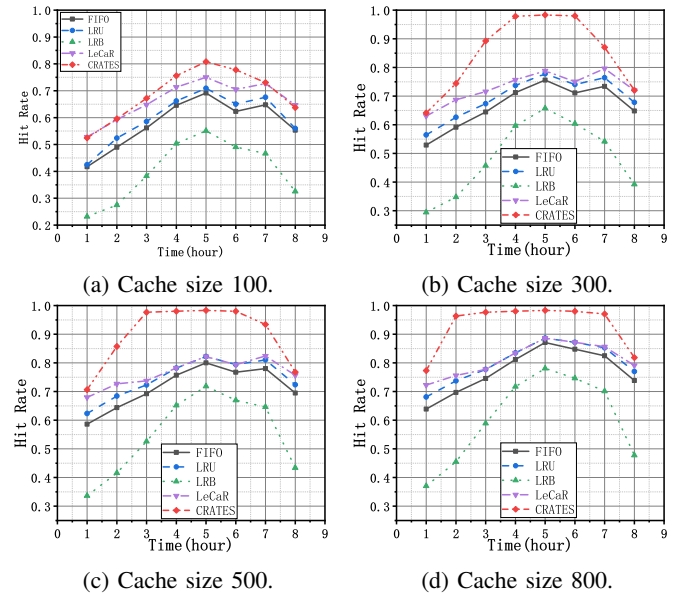 1.0
0.9
0.8
0.7
0.6
0.5
0.4
0.3
0.2
Hit Rate
FIFO
LRU
LRB
LeCaR
CRATES
0 1 2 3 4 5 6 7 8 9
Time(hour)
(a) Cache size 100.
1.0
0.9
0.8
0.7
0.6
0.5
0.4
0.3
Hit Rate
FIFO
LRU
LRB
LeCaR
CRATES
0 1 2 3 4 5 6 7 8 9
Time(hour)
(b) Cache size 300.
1.0
0.9
0.8
0.7
0.6
0.5
0.4
0.3
Hit Rate
FIFO
LRU
LRB
LeCaR
CRATES
0 1 2 3 4 5 6 7 8 9
Time(hour)
(c) Cache size 500.
1.0
0.9
0.8
0.7
0.6
0.5
0.4
0.3
Hit Rate
FIFO
LRU
LRB
LeCaR
CRATES
0 1 2 3 4 5 6 7 8 9
Time(hour)
(d) Cache size 800.